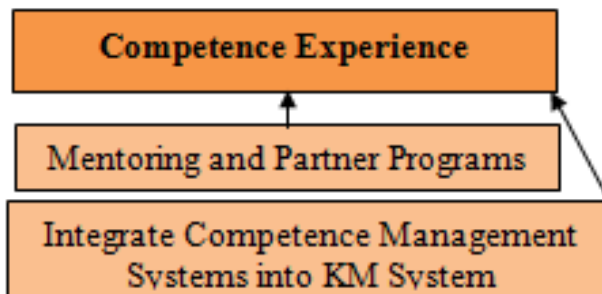 Competence Experience
Mentoring and Partner Programs
Integrate Competence Management
Systems into KM System